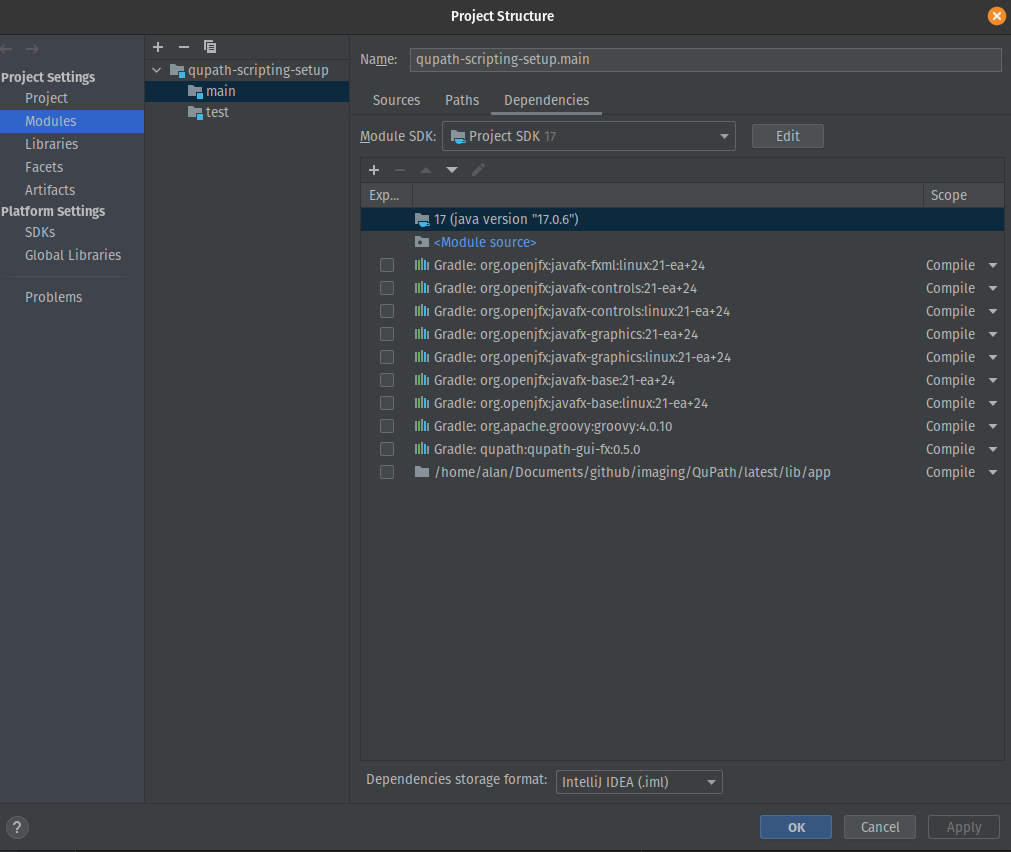 Project Structure
Project Settings
Project
Modules
Libraries
Facets
Artifacts
Platform Settings
SDKs
Global Libraries
Problems
qupath-scripting-setup
main
test
Name: qupath-scripting-setup.main
Sources Paths Dependencies
Module SDK: Project SDK 17 Edit
Exp... Scope
17 (java version "17.0.6")
<Module source>
Gradle: org.openjfx:javafx-fxml:linux:21-ea+24 Compile
Gradle: org.openjfx:javafx-controls:21-ea+24 Compile
Gradle: org.openjfx:javafx-controls:linux:21-ea+24 Compile
Gradle: org.openjfx:javafx-graphics:21-ea+24 Compile
Gradle: org.openjfx:javafx-graphics:linux:21-ea+24 Compile
Gradle: org.openjfx:javafx-base:21-ea+24 Compile
Gradle: org.openjfx:javafx-base:linux:21-ea+24 Compile
Gradle: org.apache.groovy:groovy:4.0.10 Compile
Gradle: qupath:qupath-gui-fx:0.5.0 Compile
/home/alan/Documents/github/imaging/QuPath/latest/lib/app Compile
Dependencies storage format: IntelliJ IDEA (.iml)
? OK Cancel Apply